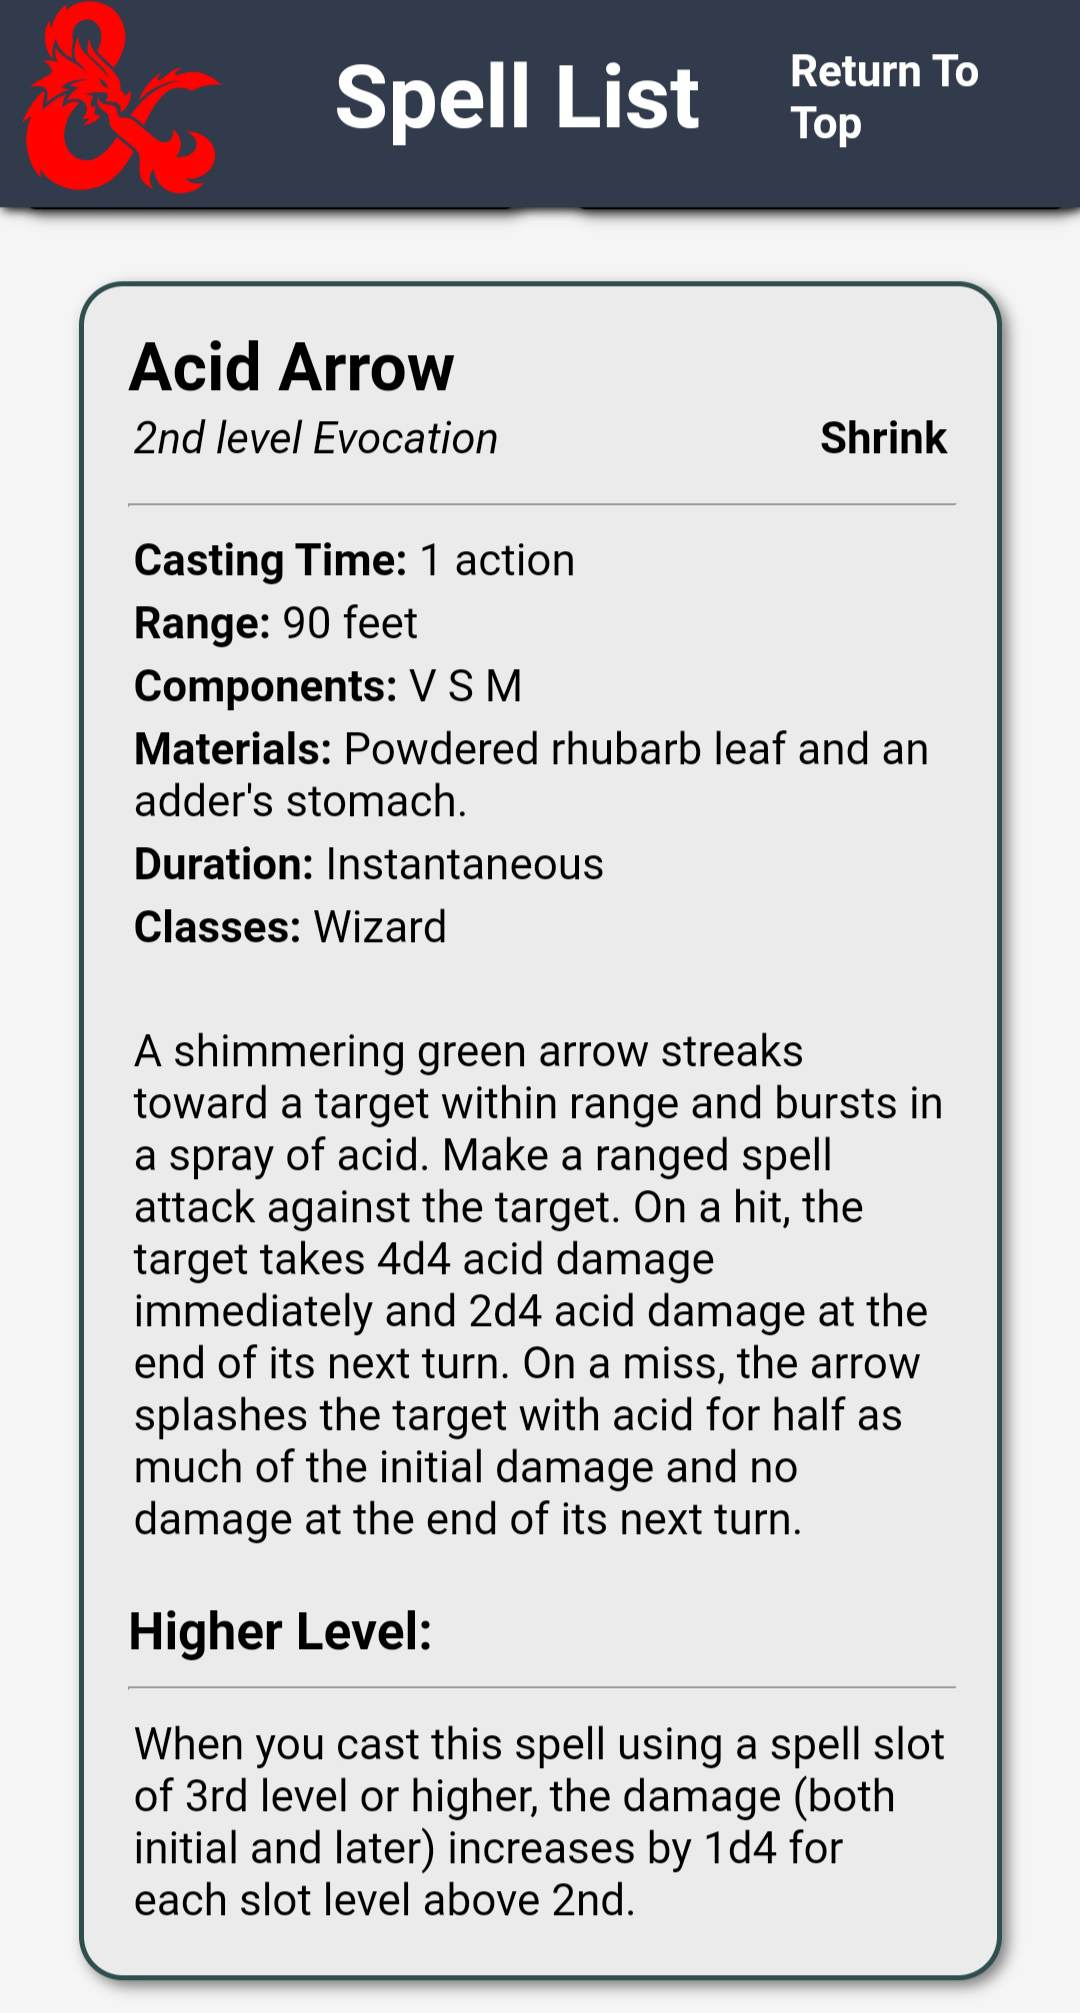 Spell List
Return To
Top
Acid Arrow
2nd level Evocation
Shrink
Casting Time: 1 action
Range: 90 feet
Components: V S M
Materials: Powdered rhubarb leaf and an
adder's stomach.
Duration: Instantaneous
Classes: Wizard
A shimmering green arrow streaks
toward a target within range and bursts in
a spray of acid. Make a ranged spell
attack against the target. On a hit, the
target takes 4d4 acid damage
immediately and 2d4 acid damage at the
end of its next turn. On a miss, the arrow
splashes the target with acid for half as
much of the initial damage and no
damage at the end of its next turn.
Higher Level:
When you cast this spell using a spell slot
of 3rd level or higher, the damage (both
initial and later) increases by 1d4 for
each slot level above 2nd.